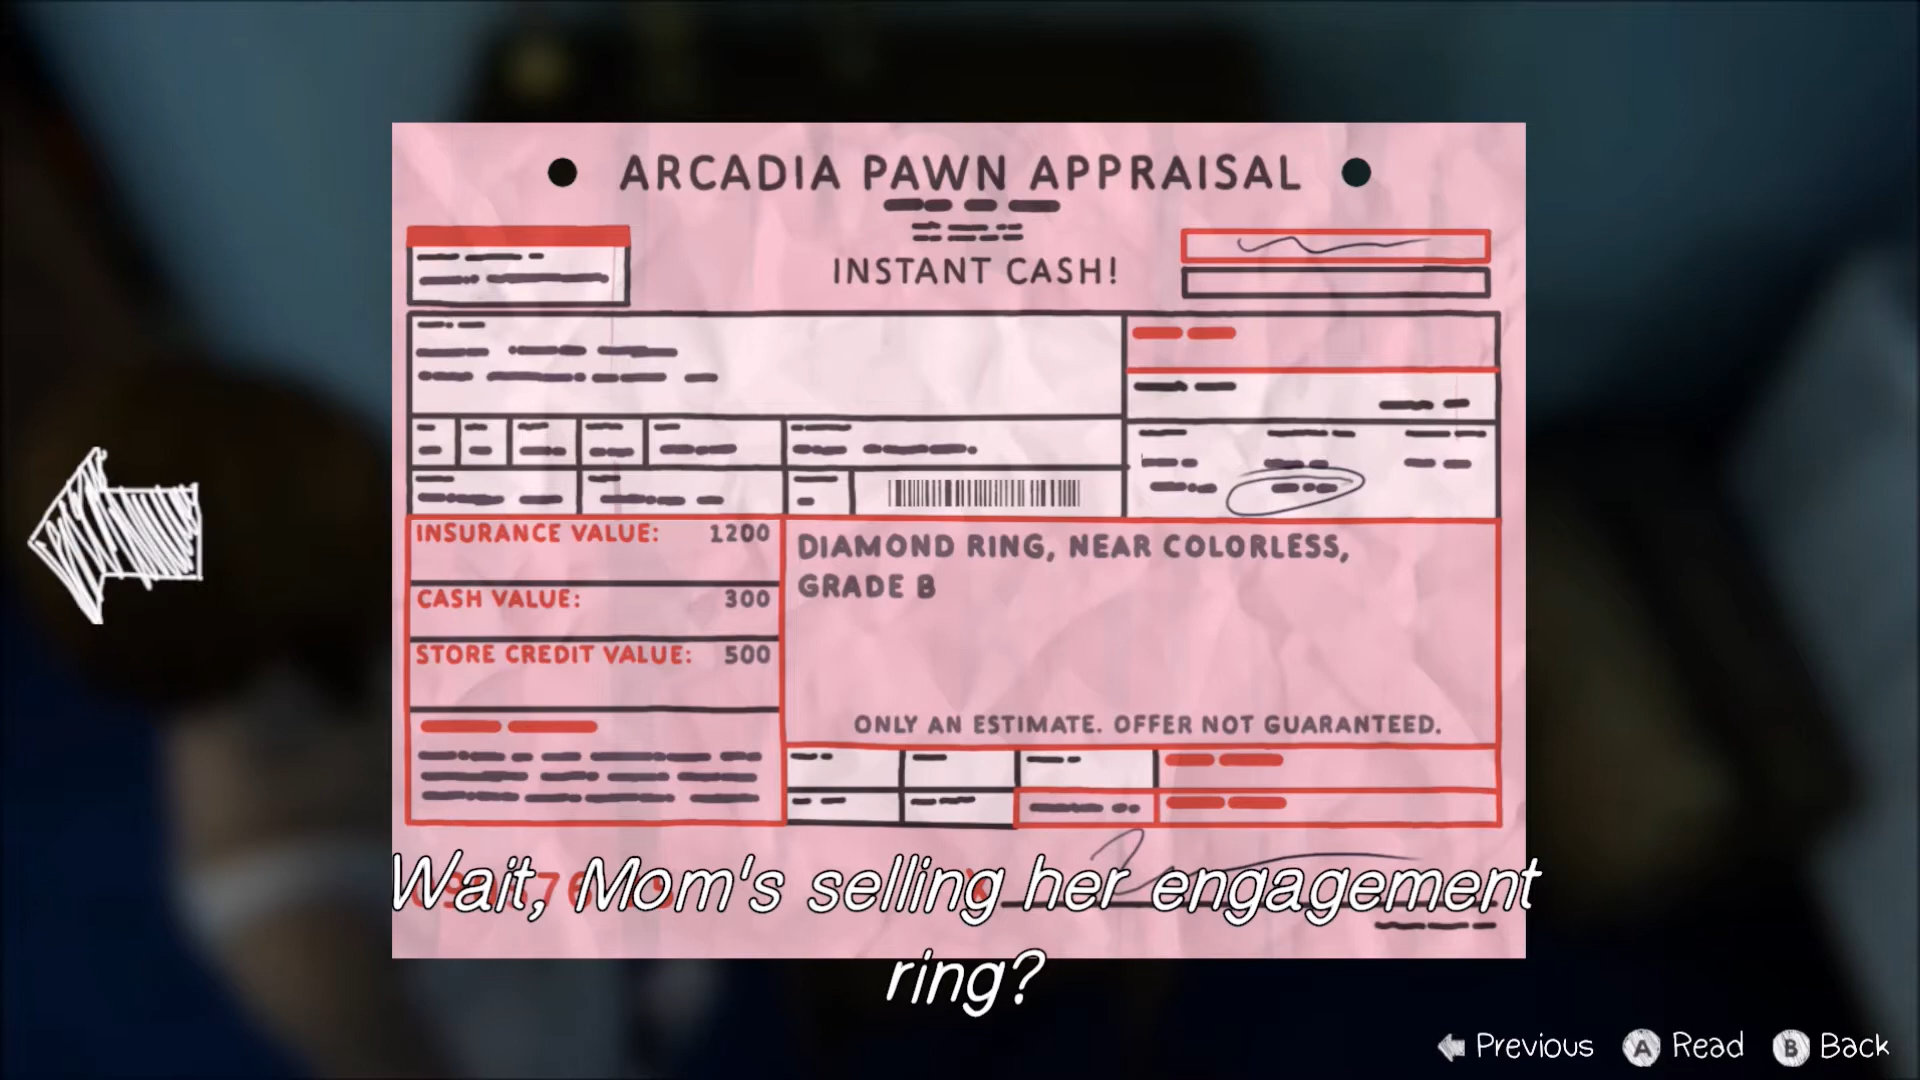 ARCADIA PAWN APPRAISAL
INSTANT CASH!
INSURANCE VALUE: 1200
CASH VALUE: 300
STORE CREDIT VALUE: 500
DIAMOND RING, NEAR COLORLESS,
GRADE B
ONLY AN ESTIMATE. OFFER NOT GUARANTEED.
Wait, Mom's selling her engagement
ring?
Previous A Read B Back